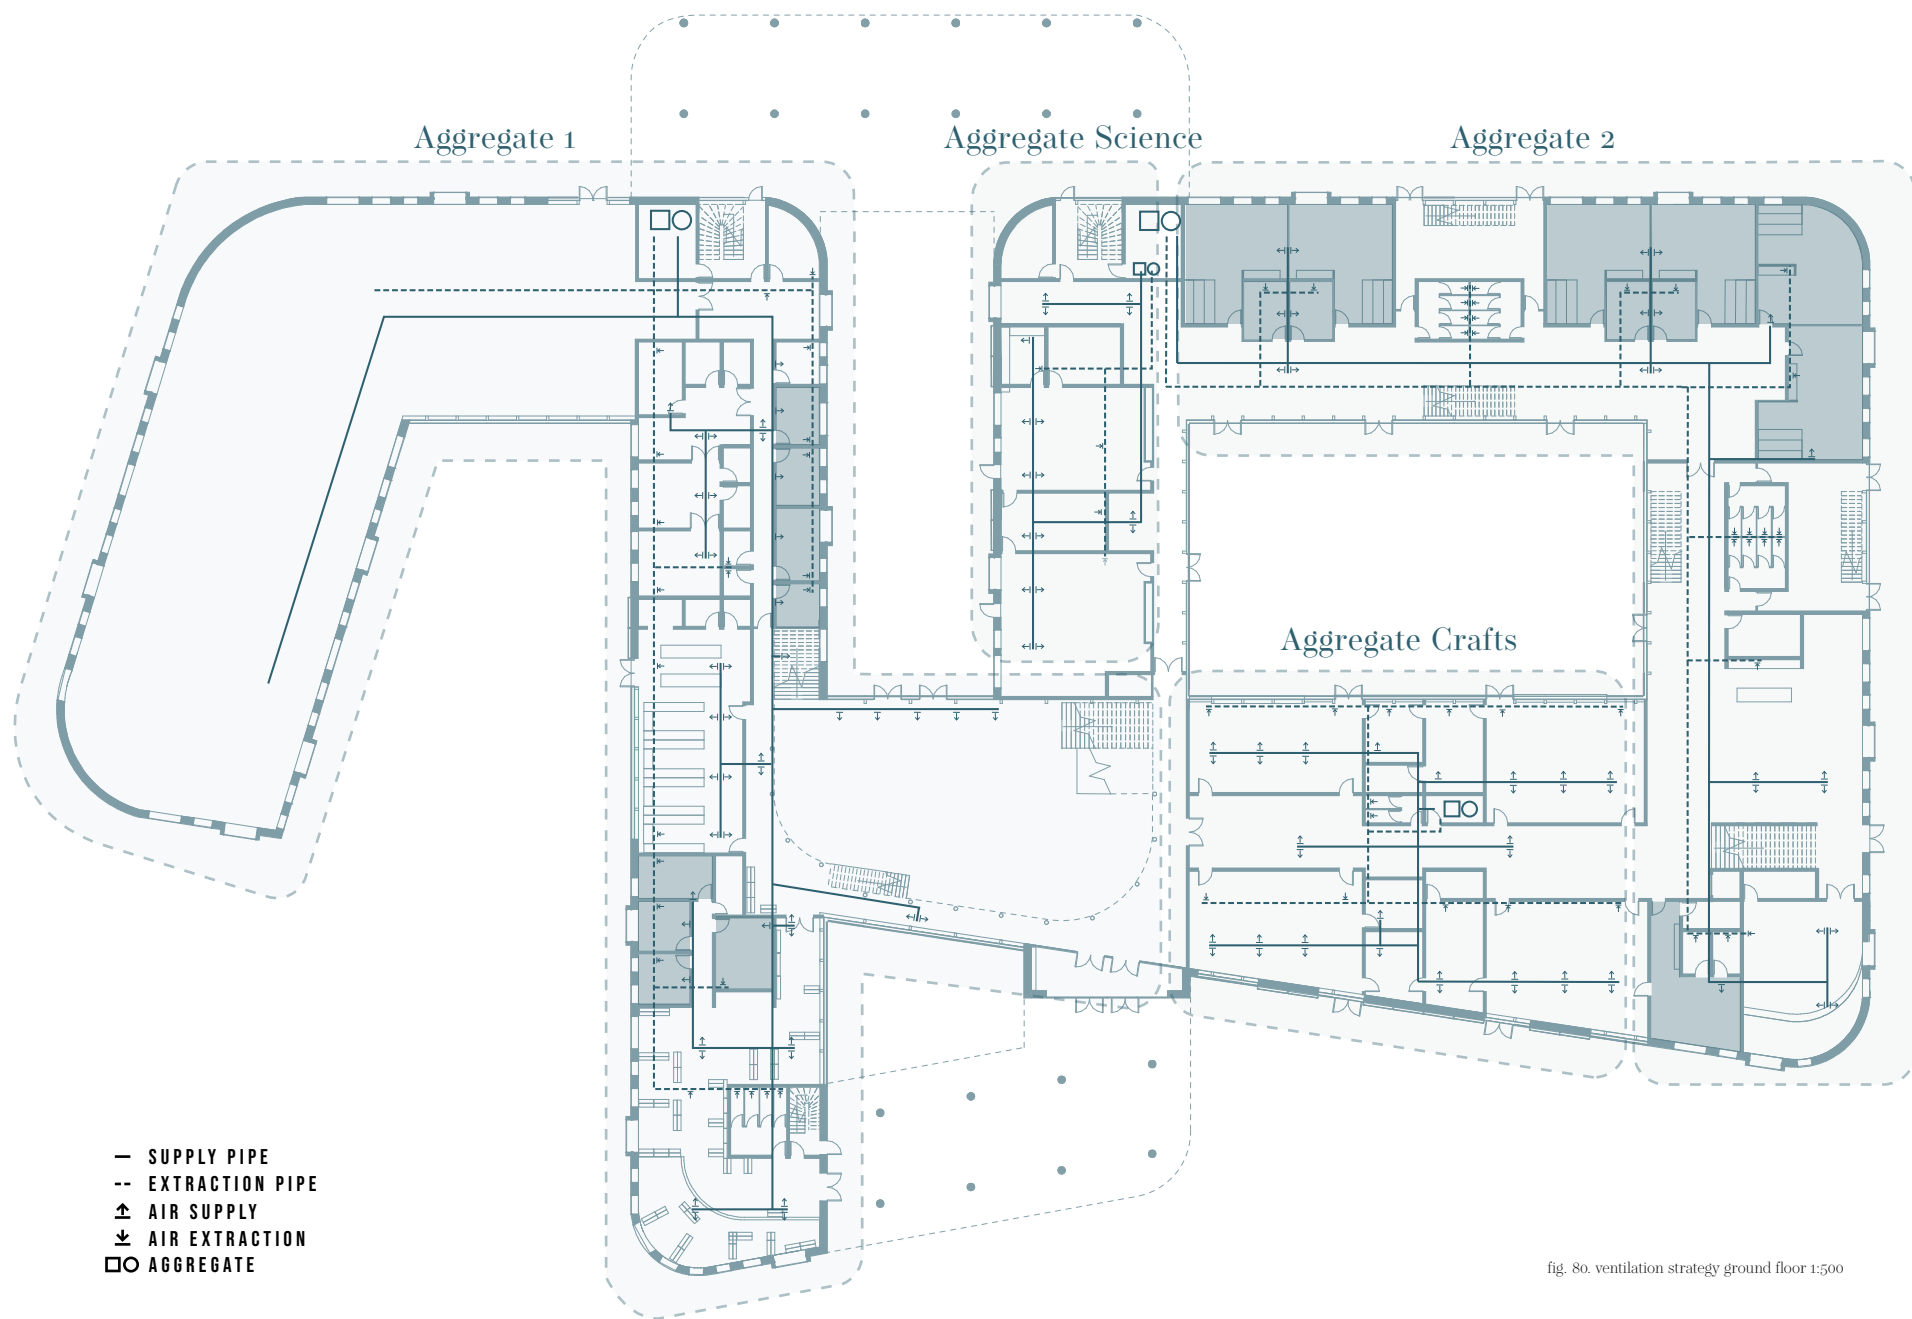 Aggregate 1
Aggregate Science
Aggregate 2
Aggregate Crafts
SUPPLY PIPE
EXTRACTION PIPE
AIR SUPPLY
AIR EXTRACTION
AGGREGATE
fig. 80. ventilation strategy ground floor 1:500